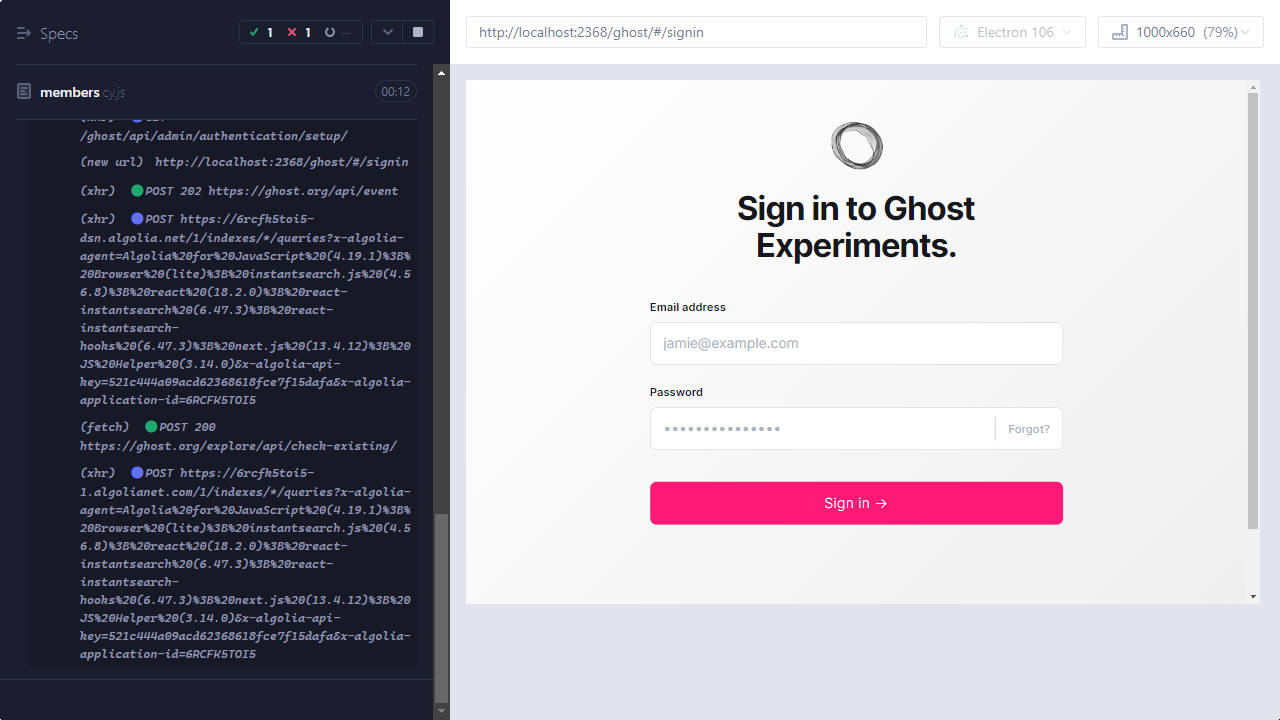 Specs
1
1
--
http://localhost:2368/ghost/#/signin
Electron 106
1000x660 (79%)
members.cy.js
00:12
/ghost/api/admin/authentication/setup/
(new url) http://localhost:2368/ghost/#/signin
(xhr) POST 202 https://ghost.org/api/event
(xhr) POST https://6rcfk5toi5-
dsn.algolia.net/1/indexes/*/queries?x-algolia-
agent=Algolia%20for%20JavaScript%20(4.19.1)%3B%
20Browser%20(lite)%3B%20instantsearch.js%20(4.5
6.8)%3B%20react%20(18.2.0)%3B%20react-
instantsearch%20(6.47.3)%3B%20react-
instantsearch-
hooks%20(6.47.3)%3B%20next.js%20(13.4.12)%3B%20
JS%20Helper%20(3.14.0)&x-algolia-api-
key=521c444a09acd62368618fce7f15dafa&x-algolia-
application-id=6RCFK5TOI5
(fetch) POST 200
https://ghost.org/explore/api/check-existing/
(xhr) POST https://6rcfk5toi5-
1.algolianet.com/1/indexes/*/queries?x-algolia-
agent=Algolia%20for%20JavaScript%20(4.19.1)%3B%
20Browser%20(lite)%3B%20instantsearch.js%20(4.5
6.8)%3B%20react%20(18.2.0)%3B%20react-
instantsearch%20(6.47.3)%3B%20react-
instantsearch-
hooks%20(6.47.3)%3B%20next.js%20(13.4.12)%3B%20
JS%20Helper%20(3.14.0)&x-algolia-api-
key=521c444a09acd62368618fce7f15dafa&x-algolia-
application-id=6RCFK5TOI5
Sign in to Ghost
Experiments.
Email address
jamie@example.com
Password
•••••••••••••••
Forgot?
Sign in →